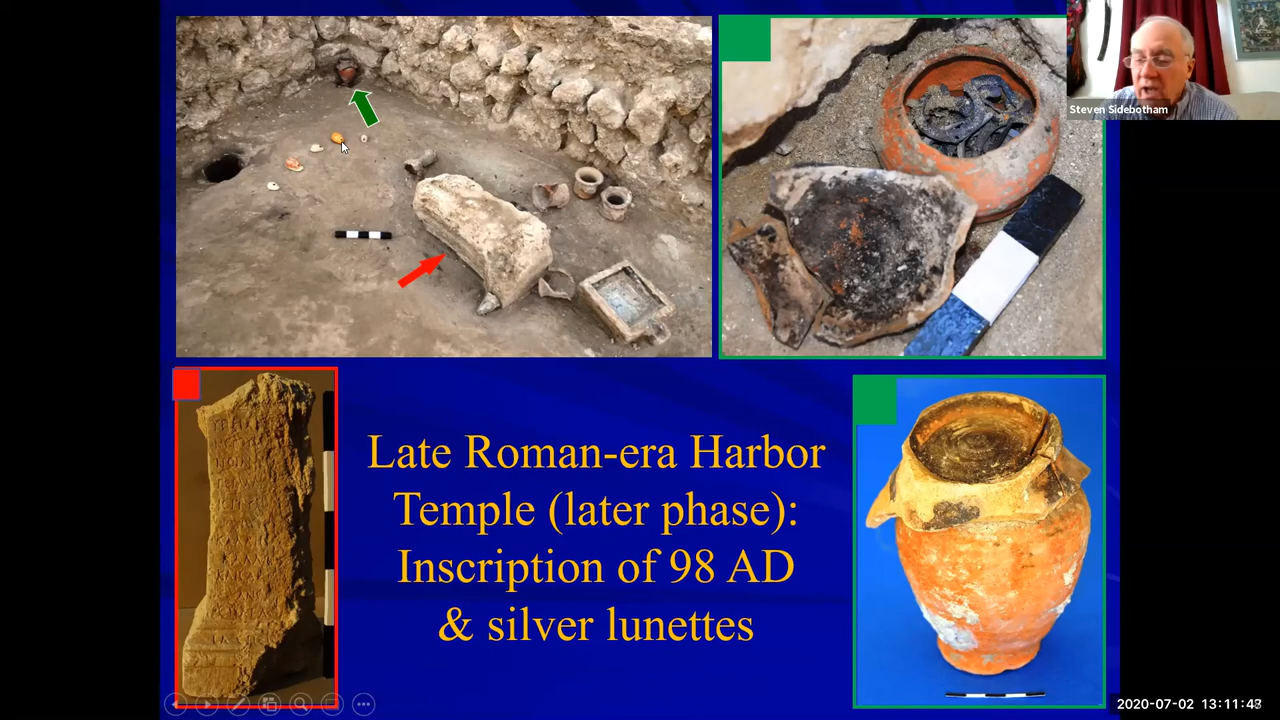 Steven Sidebotham
Late Roman-era Harbor
Temple (later phase):
Inscription of 98 AD
& silver lunettes
2020-07-02 13:11:48